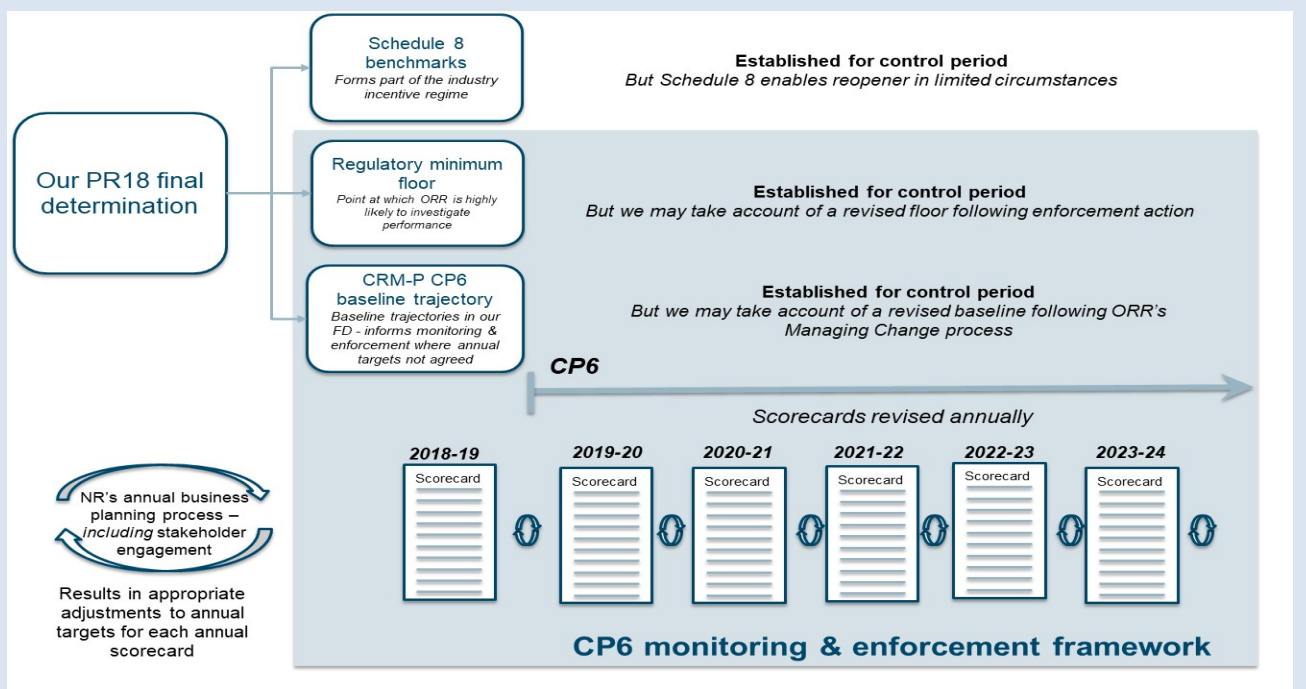 Our PR18 final
determination
Schedule 8
benchmarks
Forms part of the industry
incentive regime
Established for control period
But Schedule 8 enables reopener in limited circumstances
Regulatory minimum
floor
Point at which ORR is highly
likely to investigate
performance
Established for control period
But we may take account of a revised floor following enforcement action
CRM-P CP6
baseline trajectory
Baseline trajectories in our
FD - informs monitoring &
enforcement where annual
targets not agreed
Established for control period
But we may take account of a revised baseline following ORR's
Managing Change process
CP6
Scorecards revised annually
2018-19
2019-20
2020-21
2021-22
2022-23
2023-24
Scorecard
Scorecard
Scorecard
Scorecard
Scorecard
Scorecard
NR's annual business
planning process –
including stakeholder
engagement
Results in appropriate
adjustments to annual
targets for each annual
scorecard
CP6 monitoring & enforcement framework